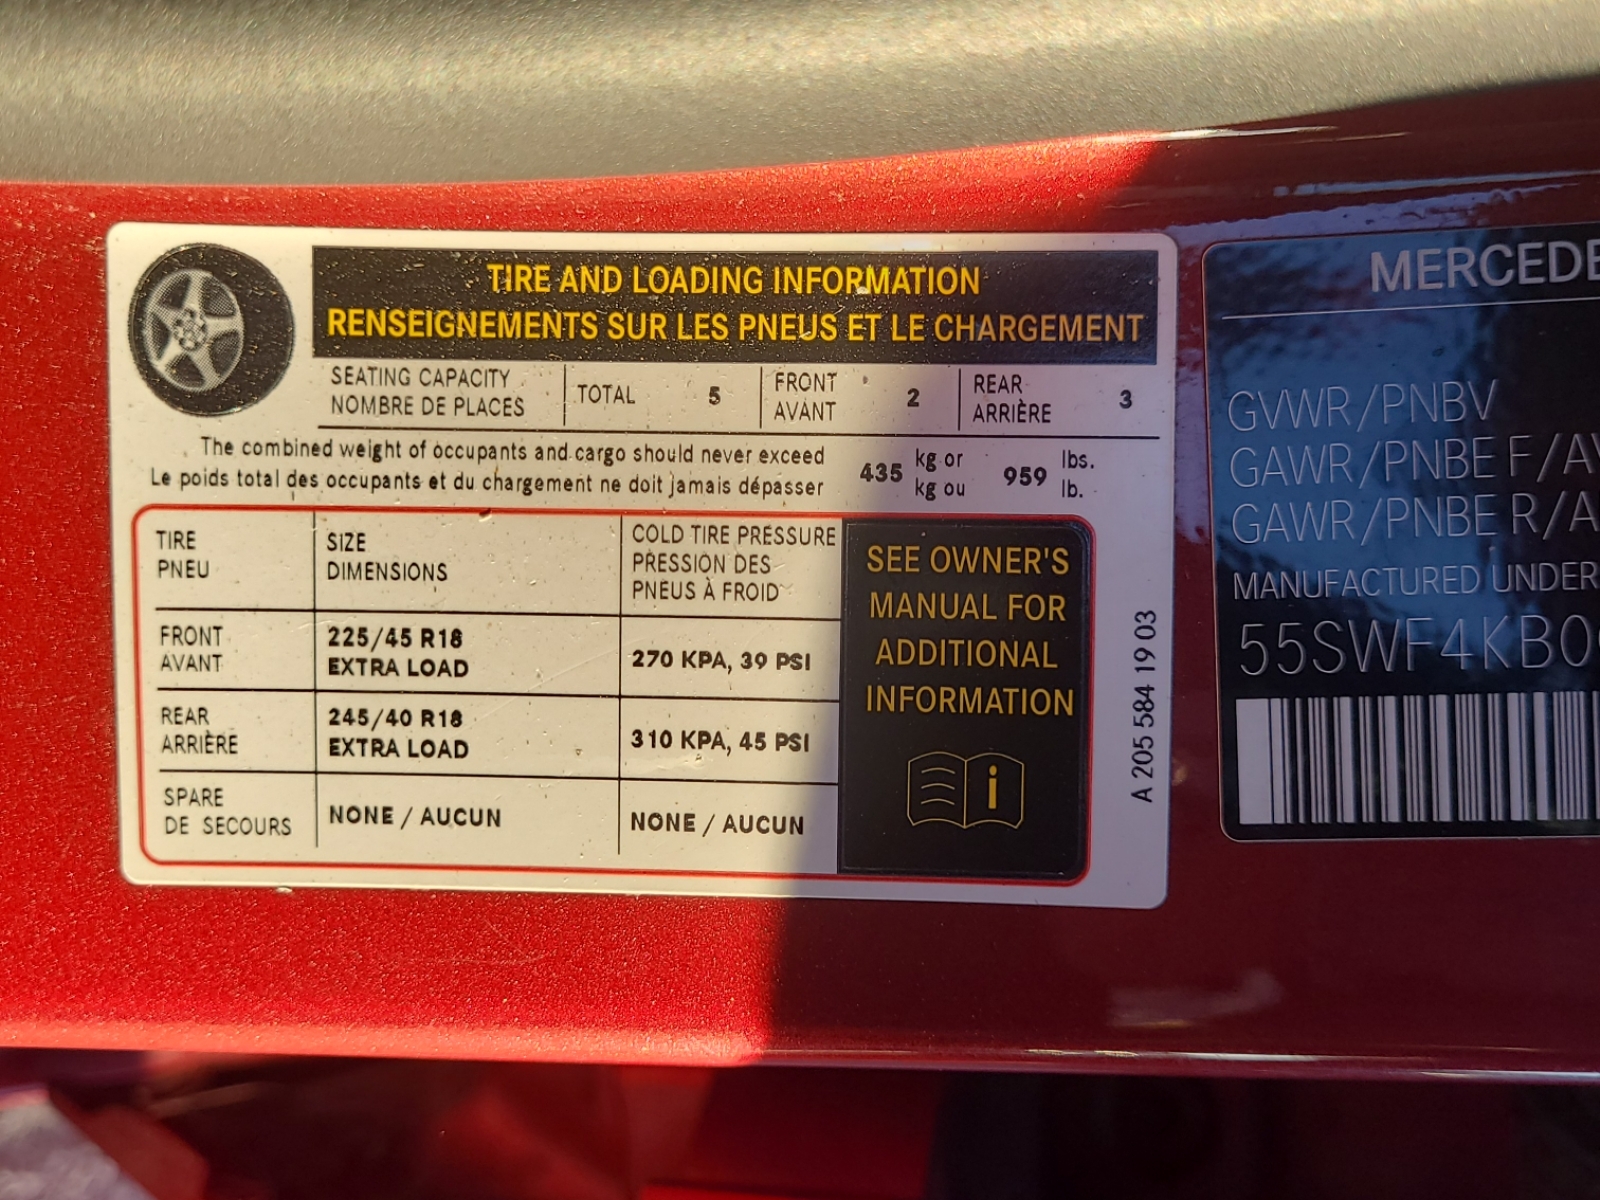 TIRE AND LOADING INFORMATION
RENSEIGNEMENTS SUR LES PNEUS ET LE CHARGEMENT
SEATING CAPACITY
NOMBRE DE PLACES
TOTAL 5
FRONT
AVANT
2
REAR
ARRIÈRE
3
The combined weight of occupants and cargo should never exceed
Le poids total des occupants et du chargement ne doit jamais dépasser
435
kg or
kg ou
959
lbs.
lb.
TIRE
PNEU
SIZE
DIMENSIONS
COLD TIRE PRESSURE
PRESSION DES
PNEUS À FROID
FRONT
AVANT
225/45 R18
EXTRA LOAD
270 KPA, 39 PSI
REAR
ARRIÈRE
245/40 R18
EXTRA LOAD
310 KPA, 45 PSI
SPARE
DE SECOURS
NONE / AUCUN
NONE / AUCUN
SEE OWNER'S
MANUAL FOR
ADDITIONAL
INFORMATION
i
A 205 584 19 03
MERCEDE
GVWR/PNBV
GAWR/PNBE F/AV
GAWR/PNBE R/A
MANUFACTURED UNDER
55SWF4KB0